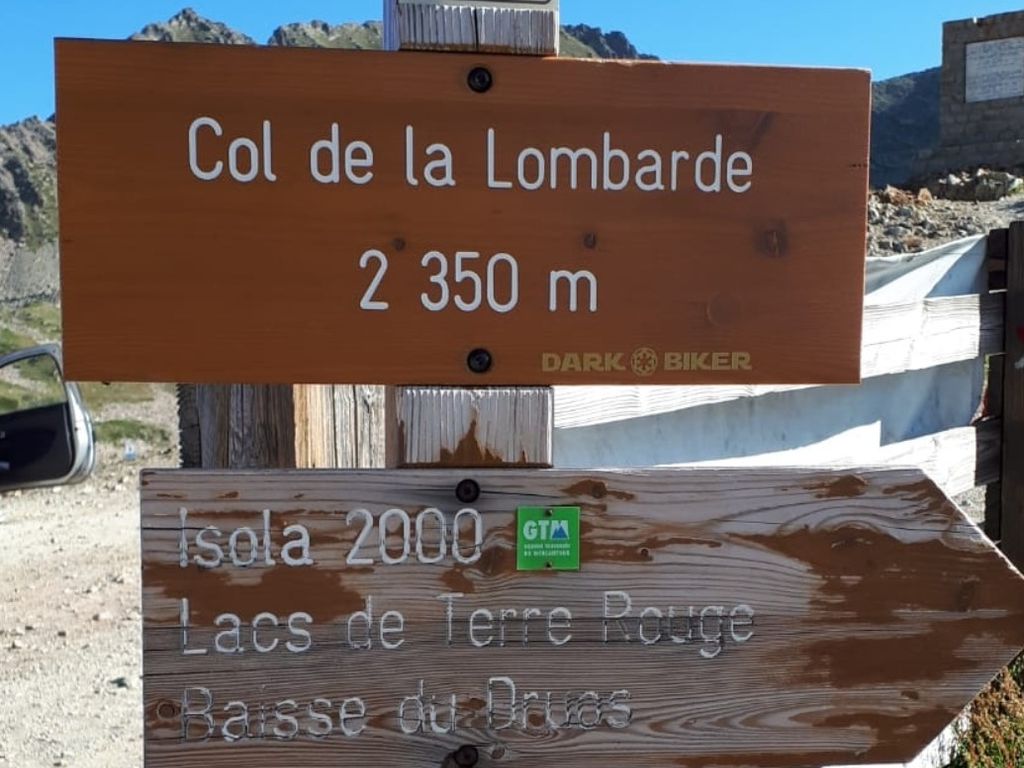 Col de la Lombarde
2 350 m
DARK BIKER
Isola 2000
GTM
Lacs de Terre Rouge
Baisse du Druos